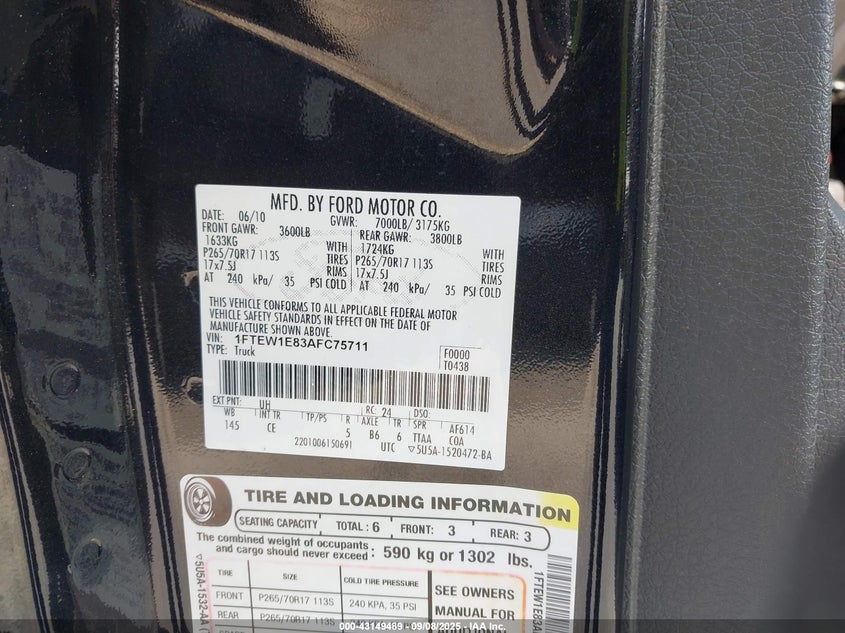 MFD. BY FORD MOTOR CO.
DATE: 06/10 GVWR: 7000LB/ 3175KG
FRONT GAWR: 3600LB REAR GAWR: 3800LB
1633KG WITH 1724KG WITH
P265/70R17 113S TIRES P265/70R17 113S TIRES
17x7.5J RIMS 17x7.5J RIMS
AT 240 kPa/ 35 PSI COLD AT 240 kPa/ 35 PSI COLD
THIS VEHICLE CONFORMS TO ALL APPLICABLE FEDERAL MOTOR
VEHICLE SAFETY STANDARDS IN EFFECT ON THE DATE OF
MANUFACTURE SHOWN ABOVE.
VIN: 1FTEW1E83AFC75711 F0000
TYPE: Truck T0438
EXT PNT: UH RC: 24 DSO:
WB INT TR TP/PS R AXLE TR SPR AF614
145 CE 5 B6 6 TTAA COA
2201006150691 UTC ▽5U5A-1520472-BA
TIRE AND LOADING INFORMATION
SEATING CAPACITY TOTAL: 6 FRONT: 3 REAR: 3
The combined weight of occupants
and cargo should never exceed: 590 kg or 1302 lbs.
TIRE SIZE COLD TIRE PRESSURE SEE OWNERS
FRONT P265/70R17 113S 240 KPA, 35 PSI MANUAL FOR
REAR P265/70R17 113S 240 KPA, 35 PSI ADDITIONAL
▽5U5A-1532-AA
1FTEW1E83A
000-43149489 - 09/08/2025 - IAA Inc.